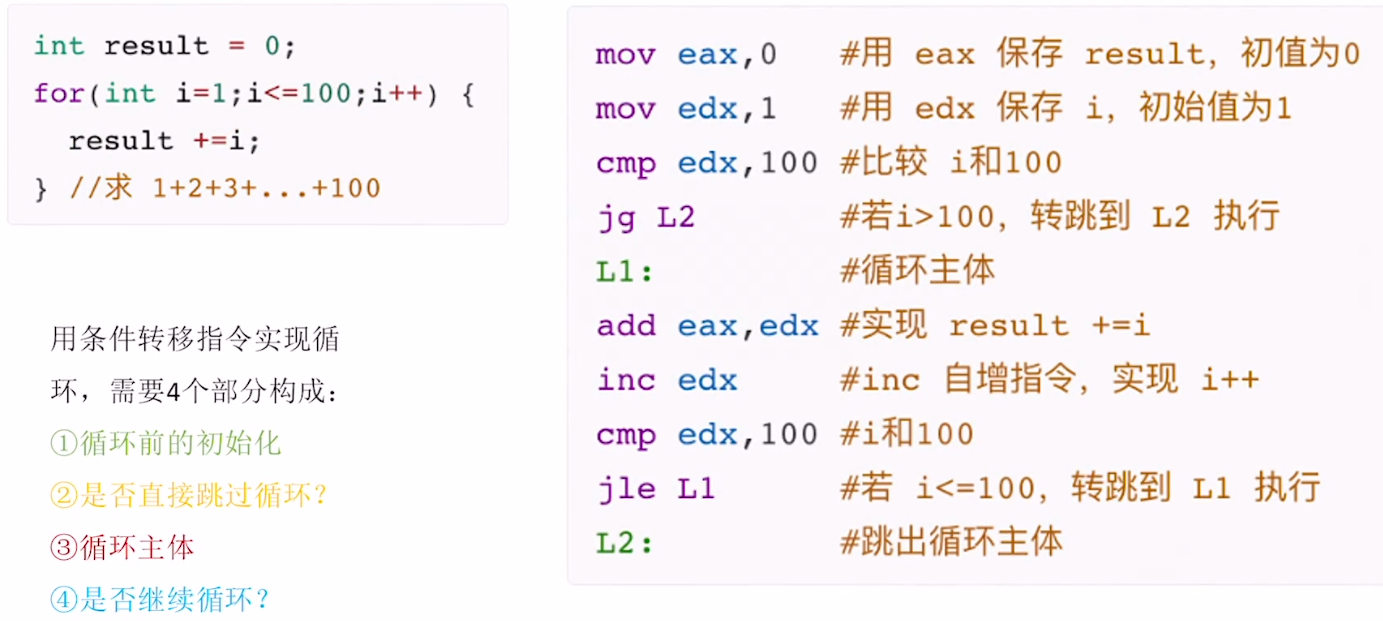 int result = 0;
for(int i=1;i<=100;i++) {
  result +=i;
} //求 1+2+3+...+100
用条件转移指令实现循
环，需要4个部分构成：
①循环前的初始化
②是否直接跳过循环？
③循环主体
④是否继续循环？
mov eax,0   #用 eax 保存 result，初值为0
mov edx,1   #用 edx 保存 i，初始值为1
cmp edx,100 #比较 i和100
jg L2       #若i>100，转跳到 L2 执行
L1:         #循环主体
add eax,edx #实现 result +=i
inc edx     #inc 自增指令，实现 i++
cmp edx,100 #i和100
jle L1      #若 i<=100，转跳到 L1 执行
L2:         #跳出循环主体